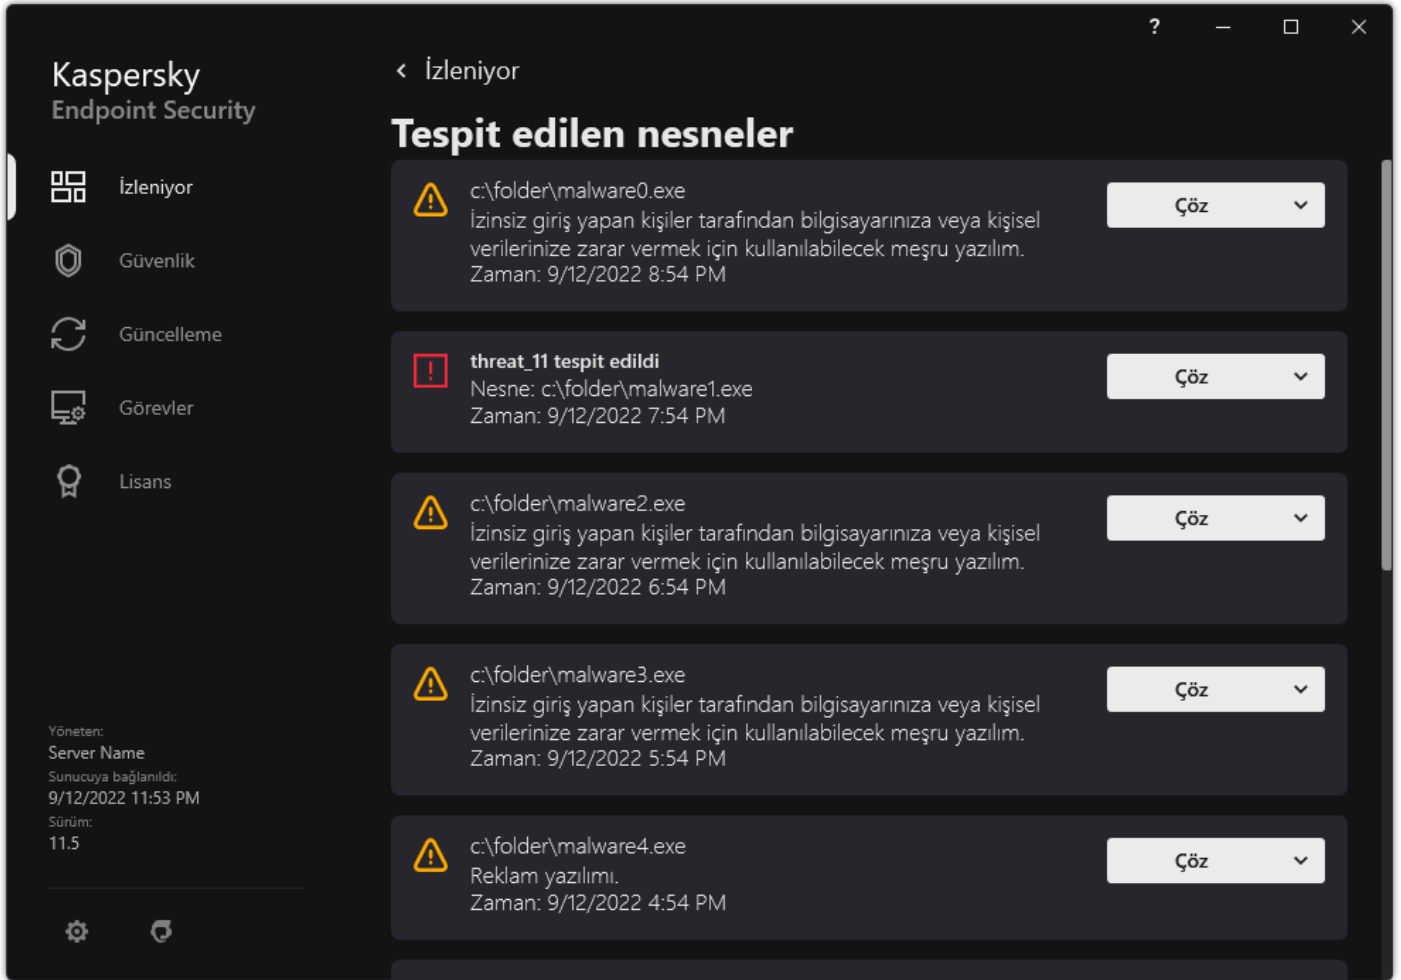 ?
Kaspersky
Endpoint Security
İzleniyor
Güvenlik
Güncelleme
Görevler
Lisans
Yöneten:
Server Name
Sunucuya bağlanıldı:
9/12/2022 11:53 PM
Sürüm:
11.5
İzleniyor
Tespit edilen nesneler
c:\folder\malware0.exe
İzinsiz giriş yapan kişiler tarafından bilgisayarınıza veya kişisel
verilerinize zarar vermek için kullanılabilecek meşru yazılım.
Zaman: 9/12/2022 8:54 PM
Çöz
threat_11 tespit edildi
Nesne: c:\folder\malware1.exe
Zaman: 9/12/2022 7:54 PM
Çöz
c:\folder\malware2.exe
İzinsiz giriş yapan kişiler tarafından bilgisayarınıza veya kişisel
verilerinize zarar vermek için kullanılabilecek meşru yazılım.
Zaman: 9/12/2022 6:54 PM
Çöz
c:\folder\malware3.exe
İzinsiz giriş yapan kişiler tarafından bilgisayarınıza veya kişisel
verilerinize zarar vermek için kullanılabilecek meşru yazılım.
Zaman: 9/12/2022 5:54 PM
Çöz
c:\folder\malware4.exe
Reklam yazılımı.
Zaman: 9/12/2022 4:54 PM
Çöz